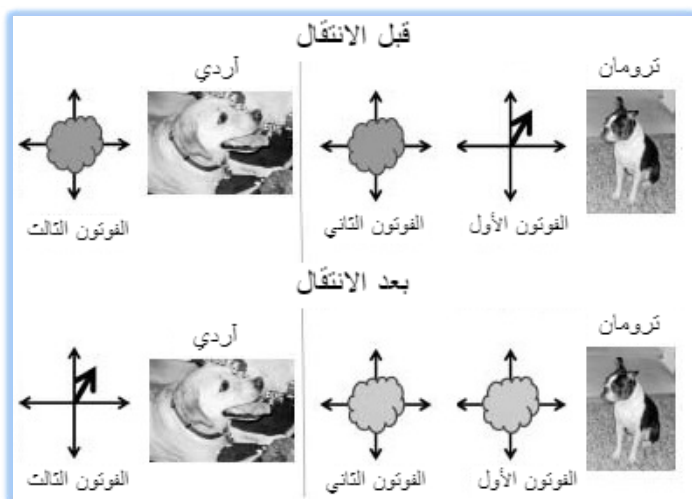 قبل الانتقال
ترومان
آردي
الفوتون الأول
الفوتون الثاني
الفوتون الثالث
بعد الانتقال
ترومان
آردي
الفوتون الأول
الفوتون الثاني
الفوتون الثالث